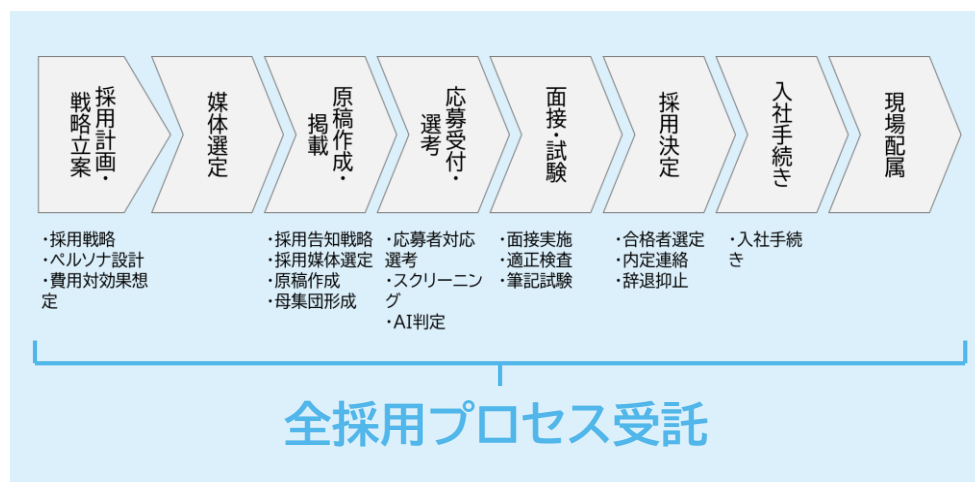 採用計画・
戦略立案
媒体選定
原稿作成・
掲載
応募受付・
選考
面接・試験
採用決定
入社手続き
現場配属
・採用戦略
・ペルソナ設計
・費用対効果想
定
・採用告知戦略
・採用媒体選定
・原稿作成
・母集団形成
・応募者対応
選考
・スクリーニン
グ
・AI判定
・面接実施
・適正検査
・筆記試験
・合格者選定
・内定連絡
・辞退抑止
・入社手続
き
全採用プロセス受託